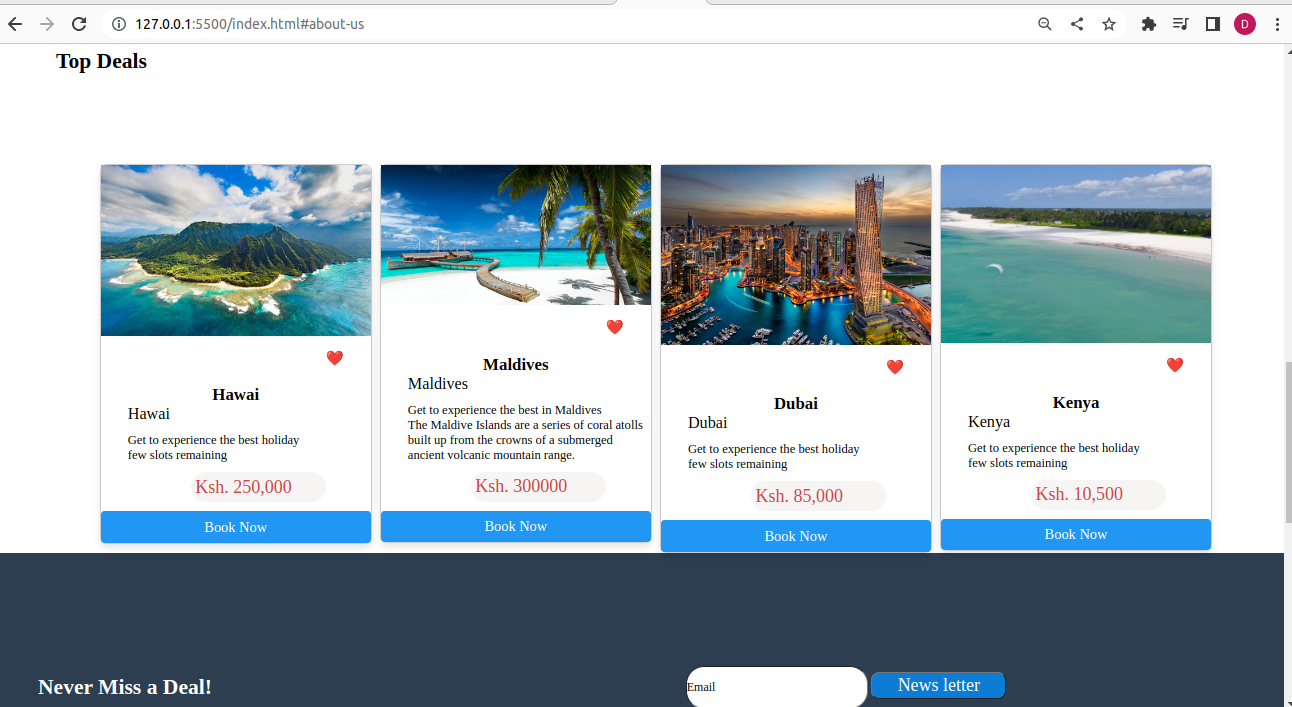 127.0.0.1:5500/index.html#about-us
D
Top Deals
Hawai
Hawai
Get to experience the best holiday
few slots remaining
Ksh. 250,000
Book Now
Maldives
Maldives
Get to experience the best in Maldives
The Maldive Islands are a series of coral atolls
built up from the crowns of a submerged
ancient volcanic mountain range.
Ksh. 300000
Book Now
Dubai
Dubai
Get to experience the best holiday
few slots remaining
Ksh. 85,000
Book Now
Kenya
Kenya
Get to experience the best holiday
few slots remaining
Ksh. 10,500
Book Now
Never Miss a Deal!
Email
News letter